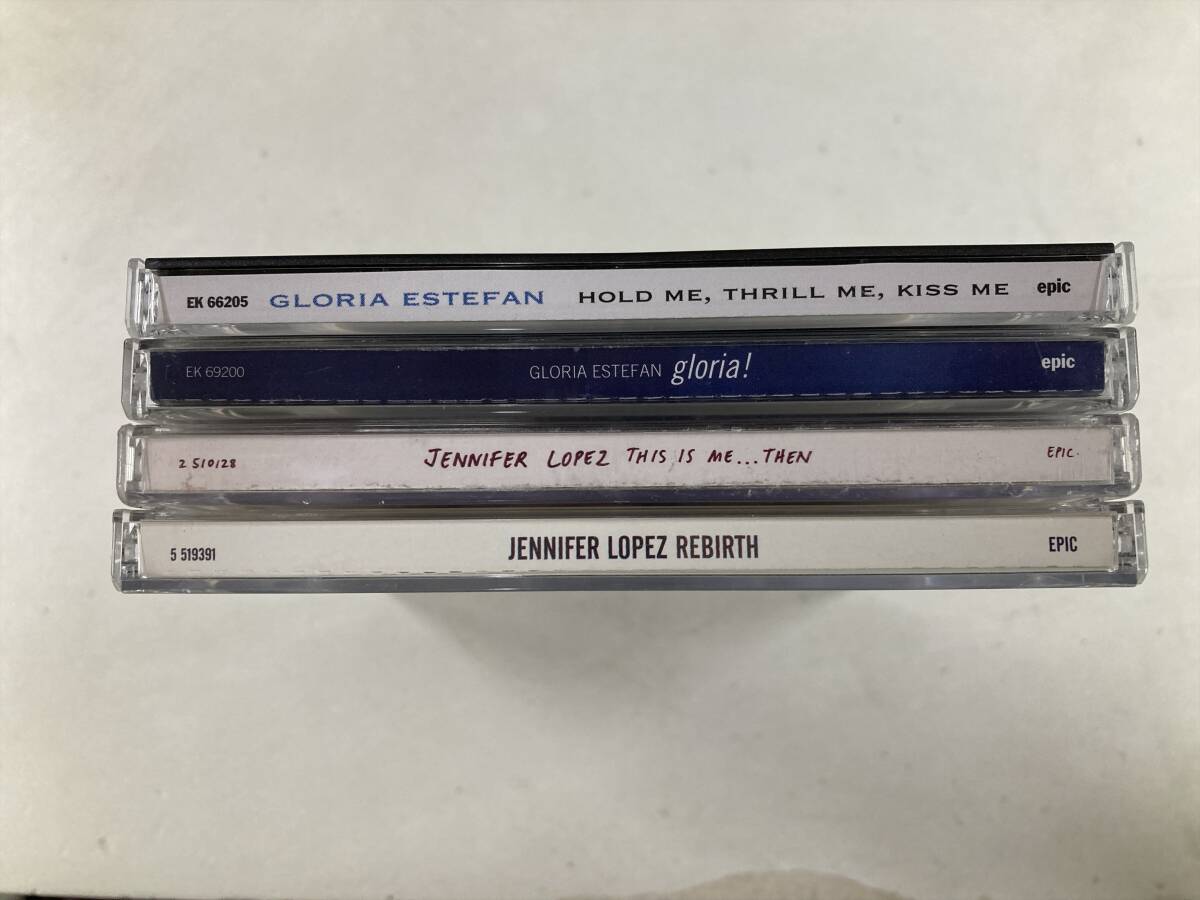 EK 66205 GLORIA ESTEFAN HOLD ME, THRILL ME, KISS ME epic
EK 69200 GLORIA ESTEFAN gloria! epic
2 510128 JENNIFER LOPEZ THIS IS ME...THEN EPIC.
5 519391 JENNIFER LOPEZ REBIRTH EPIC